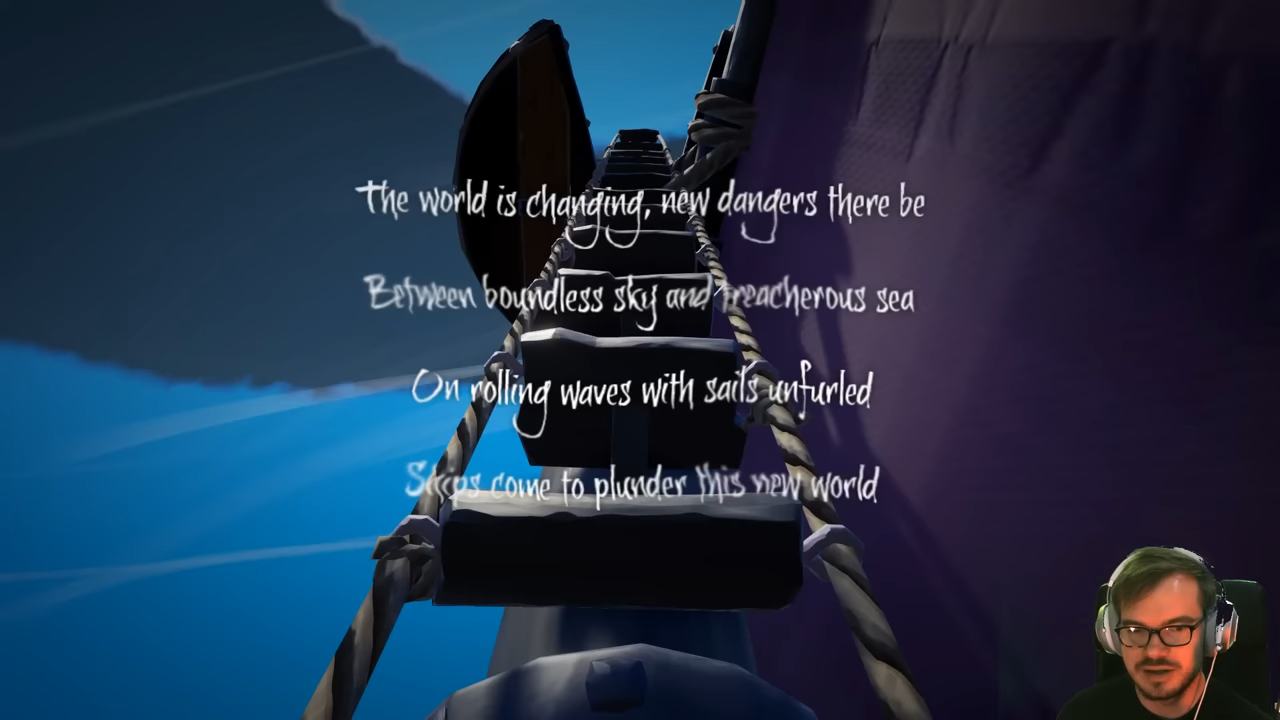 The world is changing, new dangers there be
Between boundless sky and treacherous sea
On rolling waves with sails unfurled
come to plunder this new world